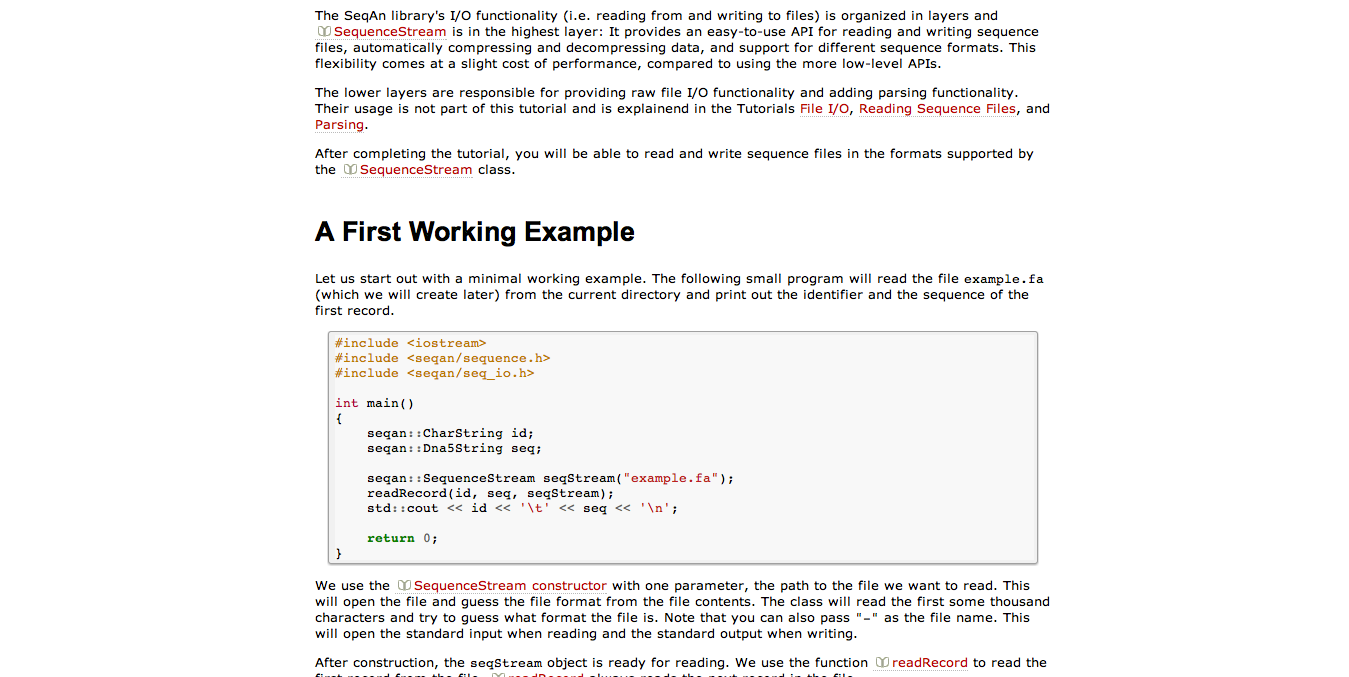 The SeqAn library's I/O functionality (i.e. reading from and writing to files) is organized in layers and
SequenceStream is in the highest layer: It provides an easy-to-use API for reading and writing sequence
files, automatically compressing and decompressing data, and support for different sequence formats. This
flexibility comes at a slight cost of performance, compared to using the more low-level APIs.
The lower layers are responsible for providing raw file I/O functionality and adding parsing functionality.
Their usage is not part of this tutorial and is explainend in the Tutorials File I/O, Reading Sequence Files, and
Parsing.
After completing the tutorial, you will be able to read and write sequence files in the formats supported by
the SequenceStream class.
A First Working Example
Let us start out with a minimal working example. The following small program will read the file example.fa
(which we will create later) from the current directory and print out the identifier and the sequence of the
first record.
#include <iostream>
#include <seqan/sequence.h>
#include <seqan/seq_io.h>
int main()
{
    seqan::CharString id;
    seqan::Dna5String seq;
    seqan::SequenceStream seqStream("example.fa");
    readRecord(id, seq, seqStream);
    std::cout << id << '\t' << seq << '\n';
    return 0;
}
We use the SequenceStream constructor with one parameter, the path to the file we want to read. This
will open the file and guess the file format from the file contents. The class will read the first some thousand
characters and try to guess what format the file is. Note that you can also pass "-" as the file name. This
will open the standard input when reading and the standard output when writing.
After construction, the seqStream object is ready for reading. We use the function readRecord to read the
first record from the file. readRecord always reads the next record in the file.